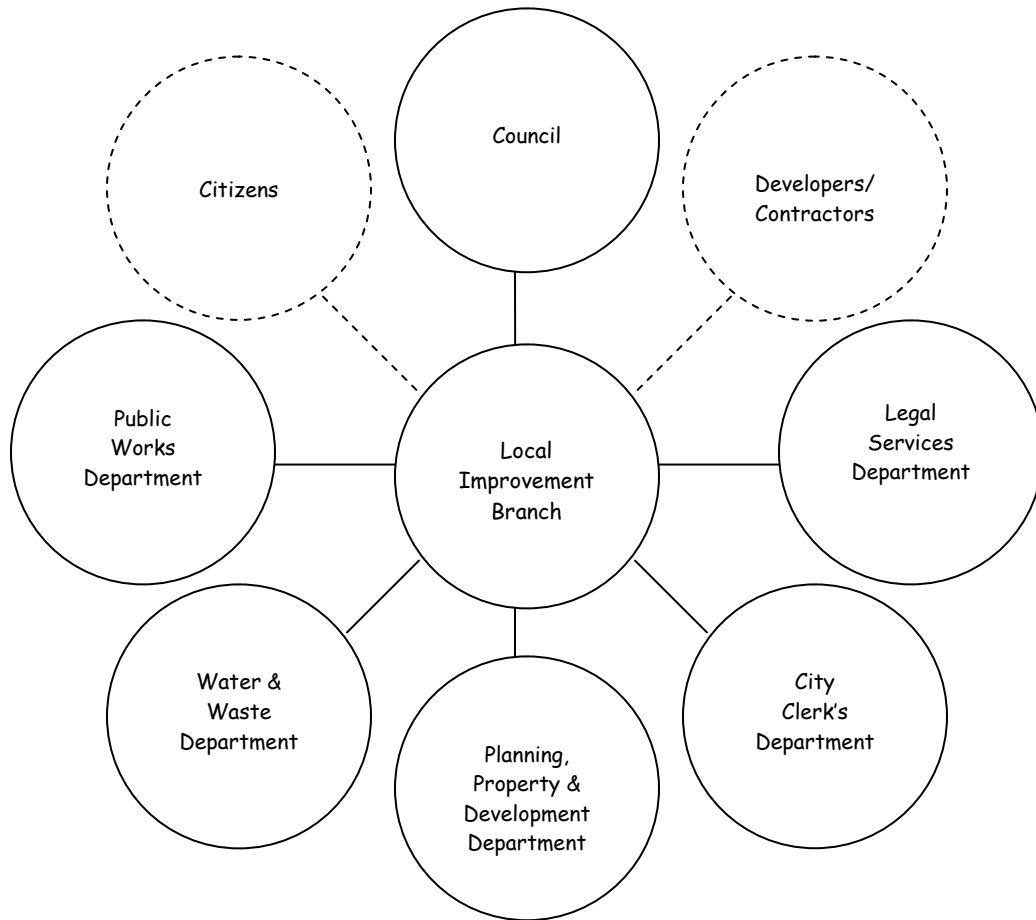 Council
Citizens
Developers/
Contractors
Public
Works
Department
Local
Improvement
Branch
Legal
Services
Department
Water &
Waste
Department
Planning,
Property &
Development
Department
City
Clerk's
Department